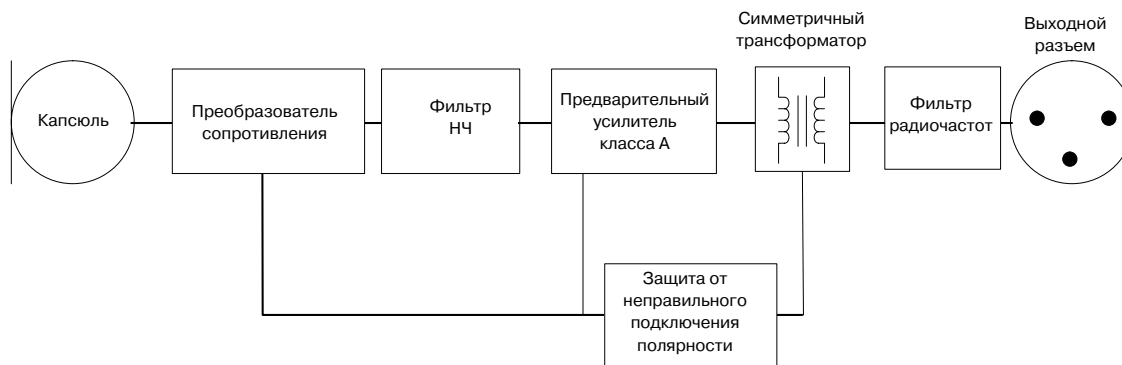 Капсюль
Преобразователь
сопротивления
Фильтр
НЧ
Предварительный
усилитель
класса А
Симметричный
трансформатор
Фильтр
радиочастот
Выходной
разъем
Защита от
неправильного
подключения
полярности